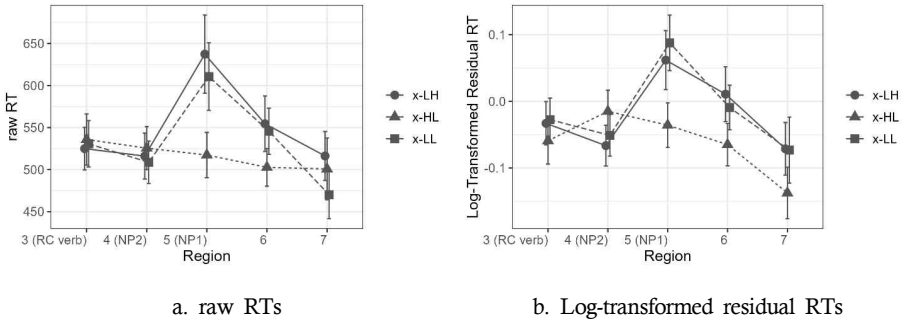 650
600
550
500
450
raw RT
3 (RC verb) 4 (NP2) 5 (NP1) 6 7
Region
x-LH
x-HL
x-LL
a. raw RTs
0.1
0.0
-0.1
Log-Transformed Residual RT
3 (RC verb) 4 (NP2) 5 (NP1) 6 7
Region
x-LH
x-HL
x-LL
b. Log-transformed residual RTs